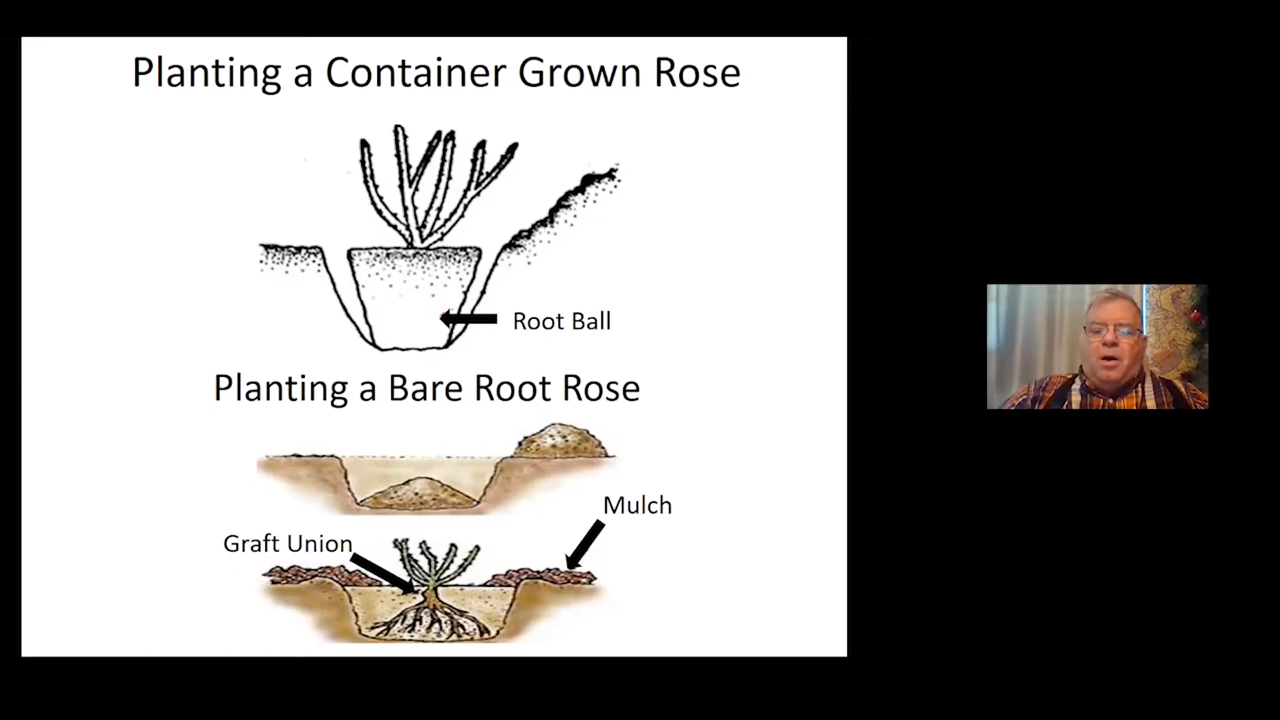 Planting a Container Grown Rose
Root Ball
Planting a Bare Root Rose
Mulch
Graft Union